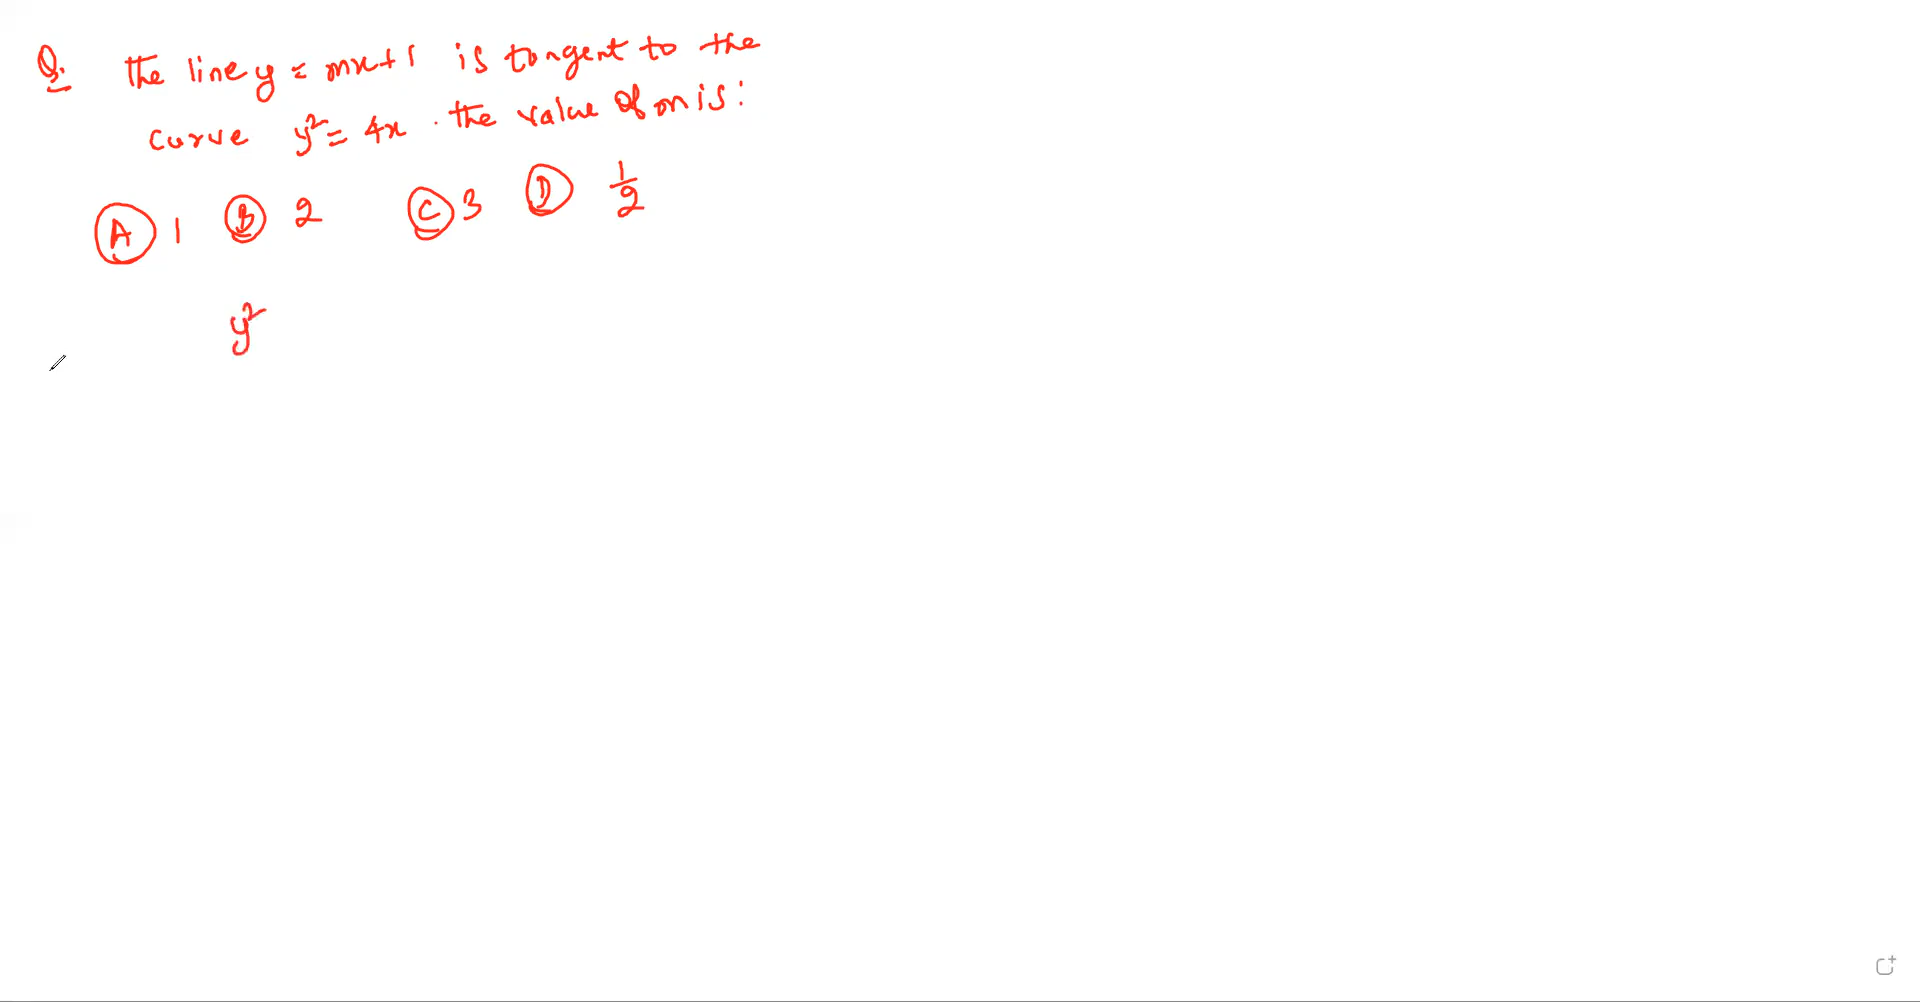 Q. The line y = mx+1 is tangent to the
curve y² = 4x . the value of m is :
(A) 1 (B) 2 (C) 3 (D) 1/2
y²